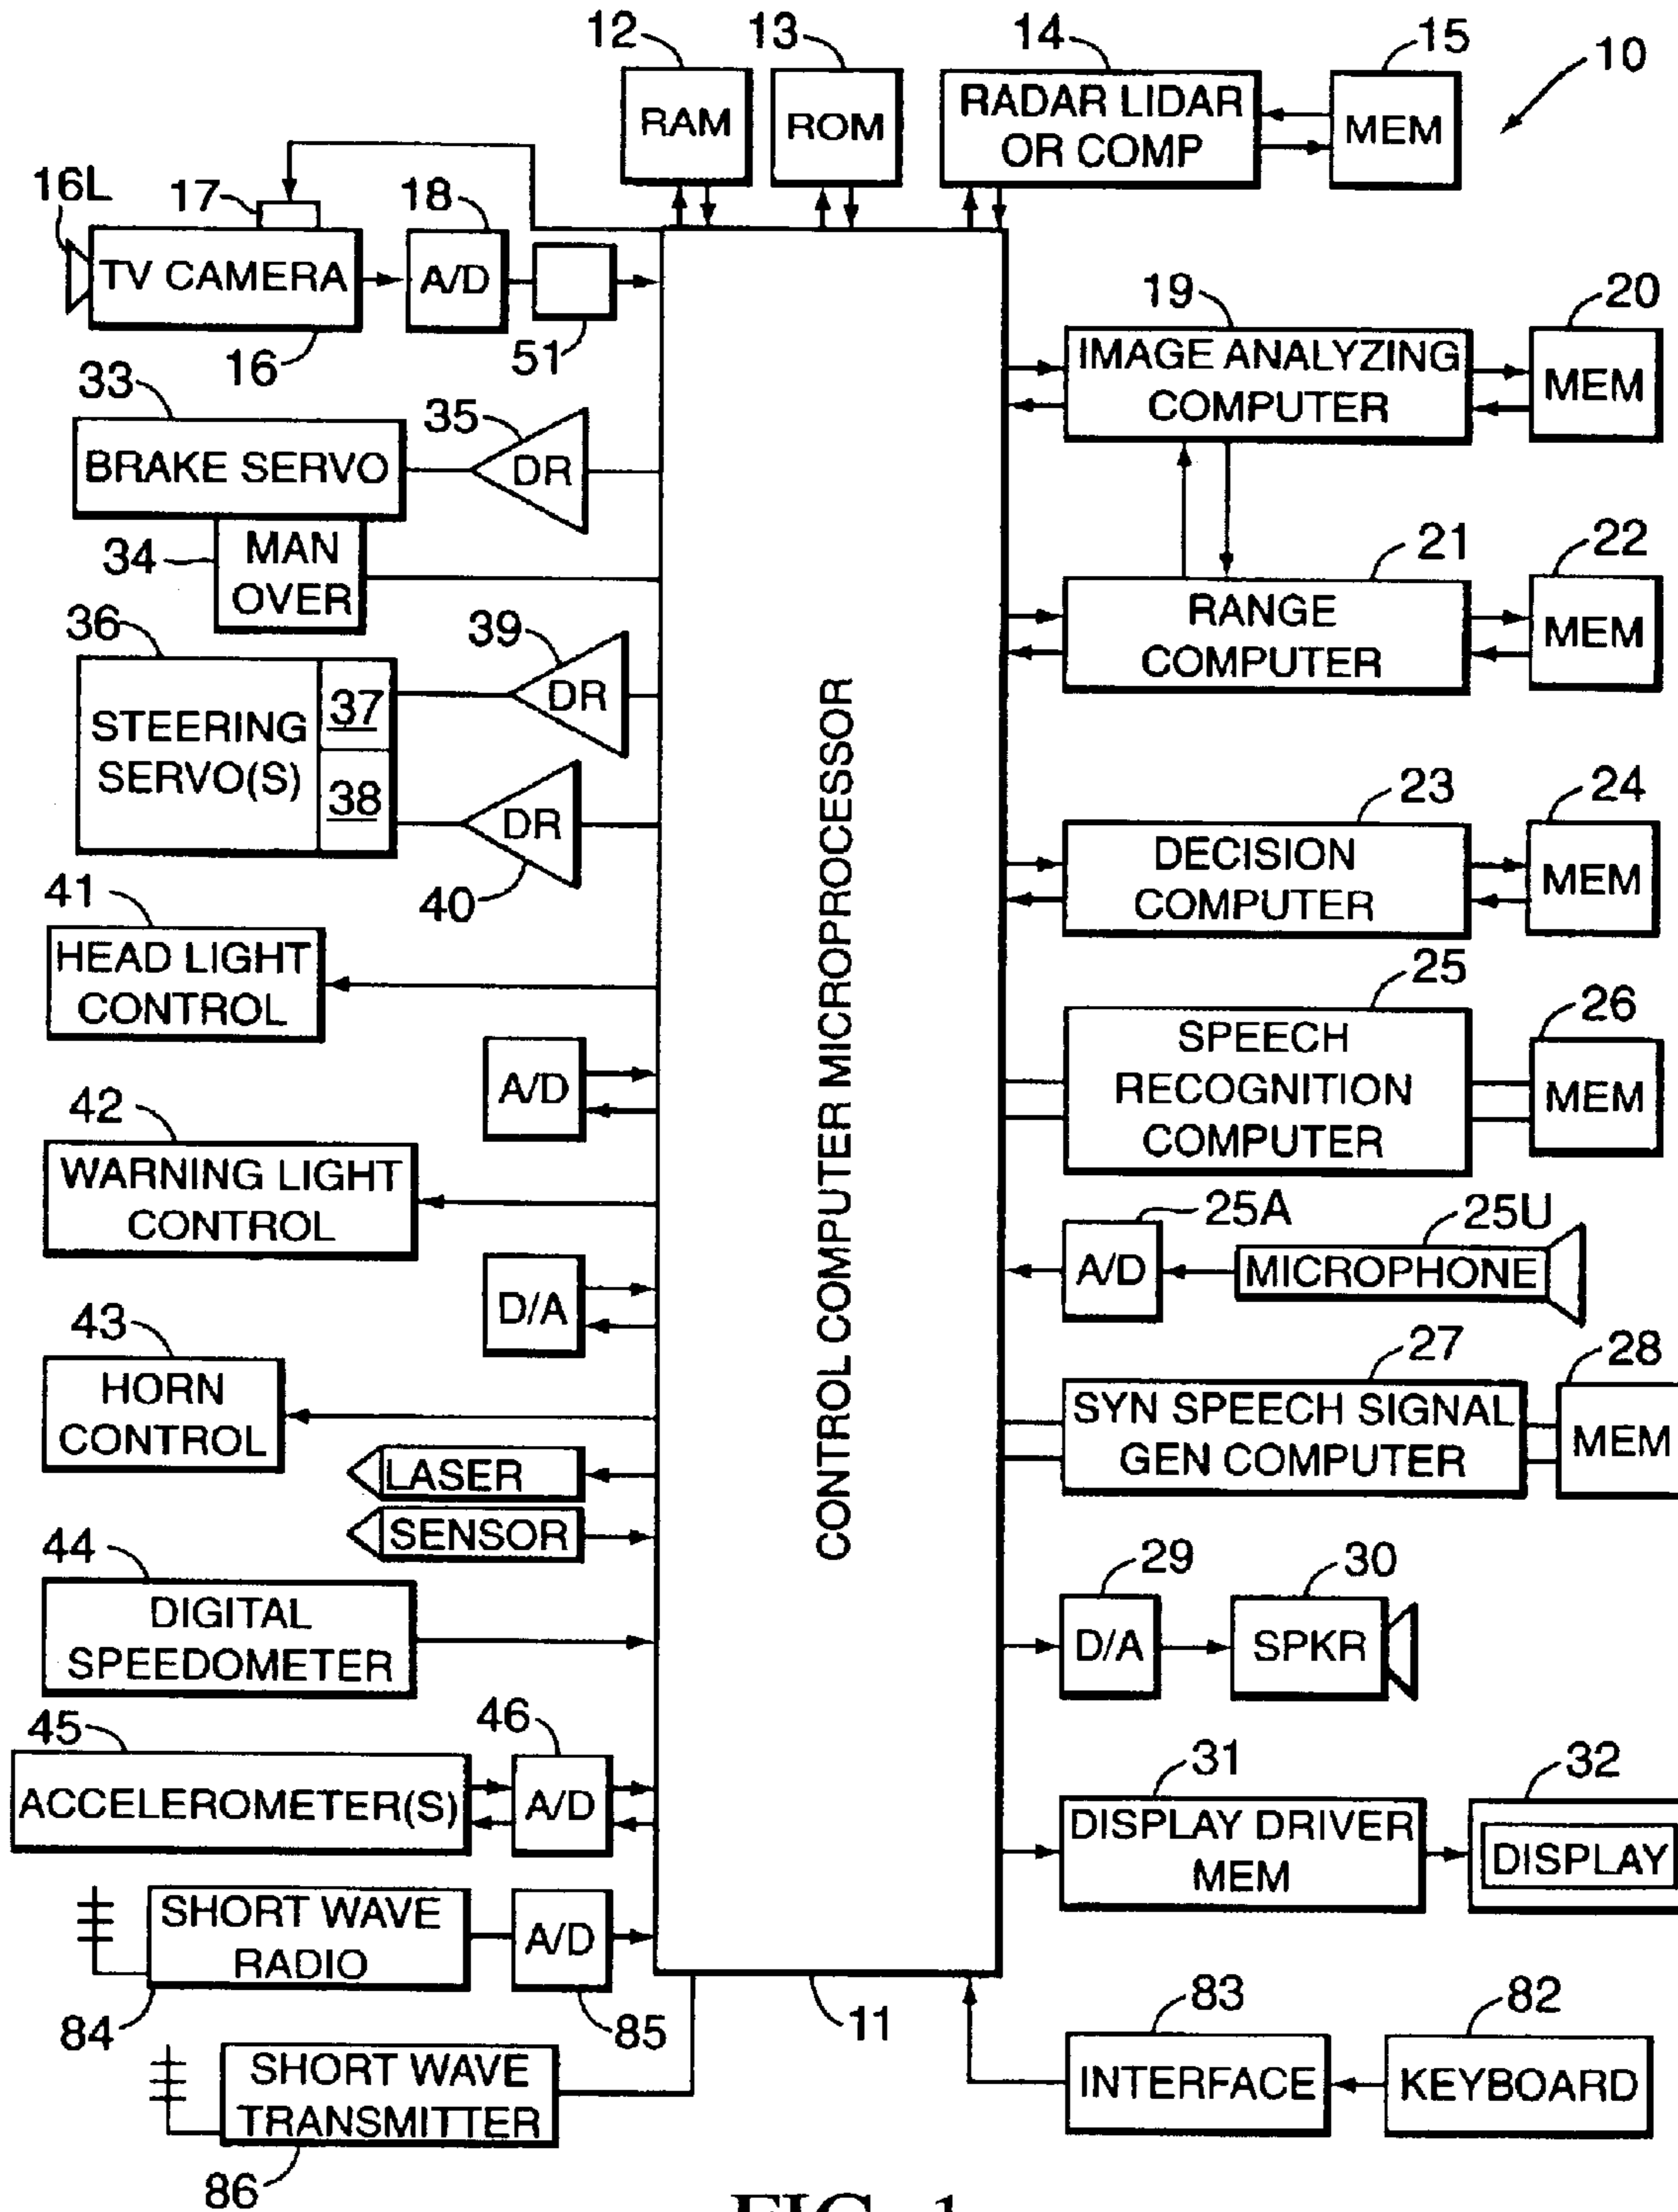 12
13
14
15
10
RAM
ROM
RADAR LIDAR
OR COMP
MEM
16L
17
18
TV CAMERA
A/D
16
51
19
20
IMAGE ANALYZING
COMPUTER
MEM
33
35
BRAKE SERVO
DR
34
MAN
OVER
21
22
RANGE
COMPUTER
MEM
36
39
STEERING
SERVO(S)
37
38
DR
DR
40
CONTROL COMPUTER MICROPROCESSOR
23
24
DECISION
COMPUTER
MEM
41
HEAD LIGHT
CONTROL
A/D
25
26
SPEECH
RECOGNITION
COMPUTER
MEM
42
WARNING LIGHT
CONTROL
D/A
25A
25U
A/D
MICROPHONE
43
HORN
CONTROL
27
28
SYN SPEECH SIGNAL
GEN COMPUTER
MEM
LASER
SENSOR
44
DIGITAL
SPEEDOMETER
29
30
D/A
SPKR
45
46
ACCELEROMETER(S)
A/D
31
32
DISPLAY DRIVER
MEM
DISPLAY
SHORT WAVE
RADIO
A/D
84
85
11
83
82
INTERFACE
KEYBOARD
SHORT WAVE
TRANSMITTER
86
FIG. 1